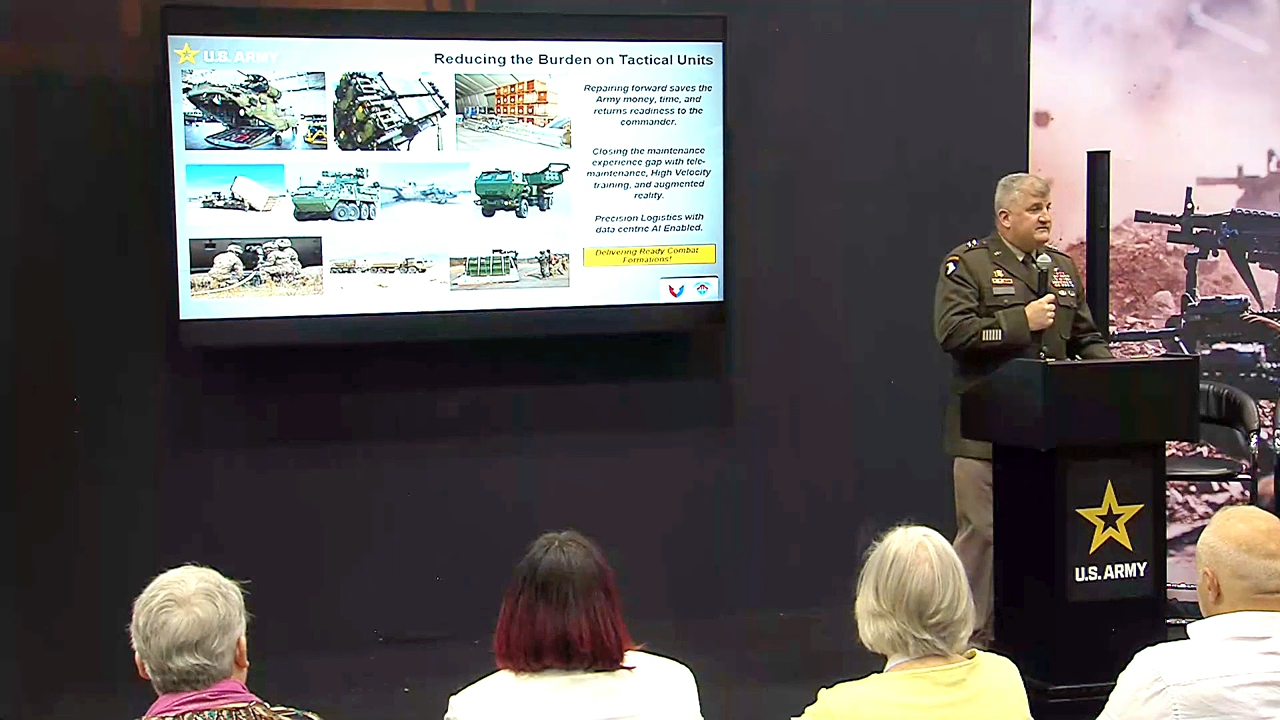 U.S. ARMY
Reducing the Burden on Tactical Units
Repairing forward saves the
Army money, time, and
returns readiness to the
commander.
Closing the maintenance
experience gap with tele-
maintenance, High Velocity
training, and augmented
reality.
Precision Logistics with
data centric AI Enabled.
Delivering Ready Combat
Formations!
U.S. ARMY